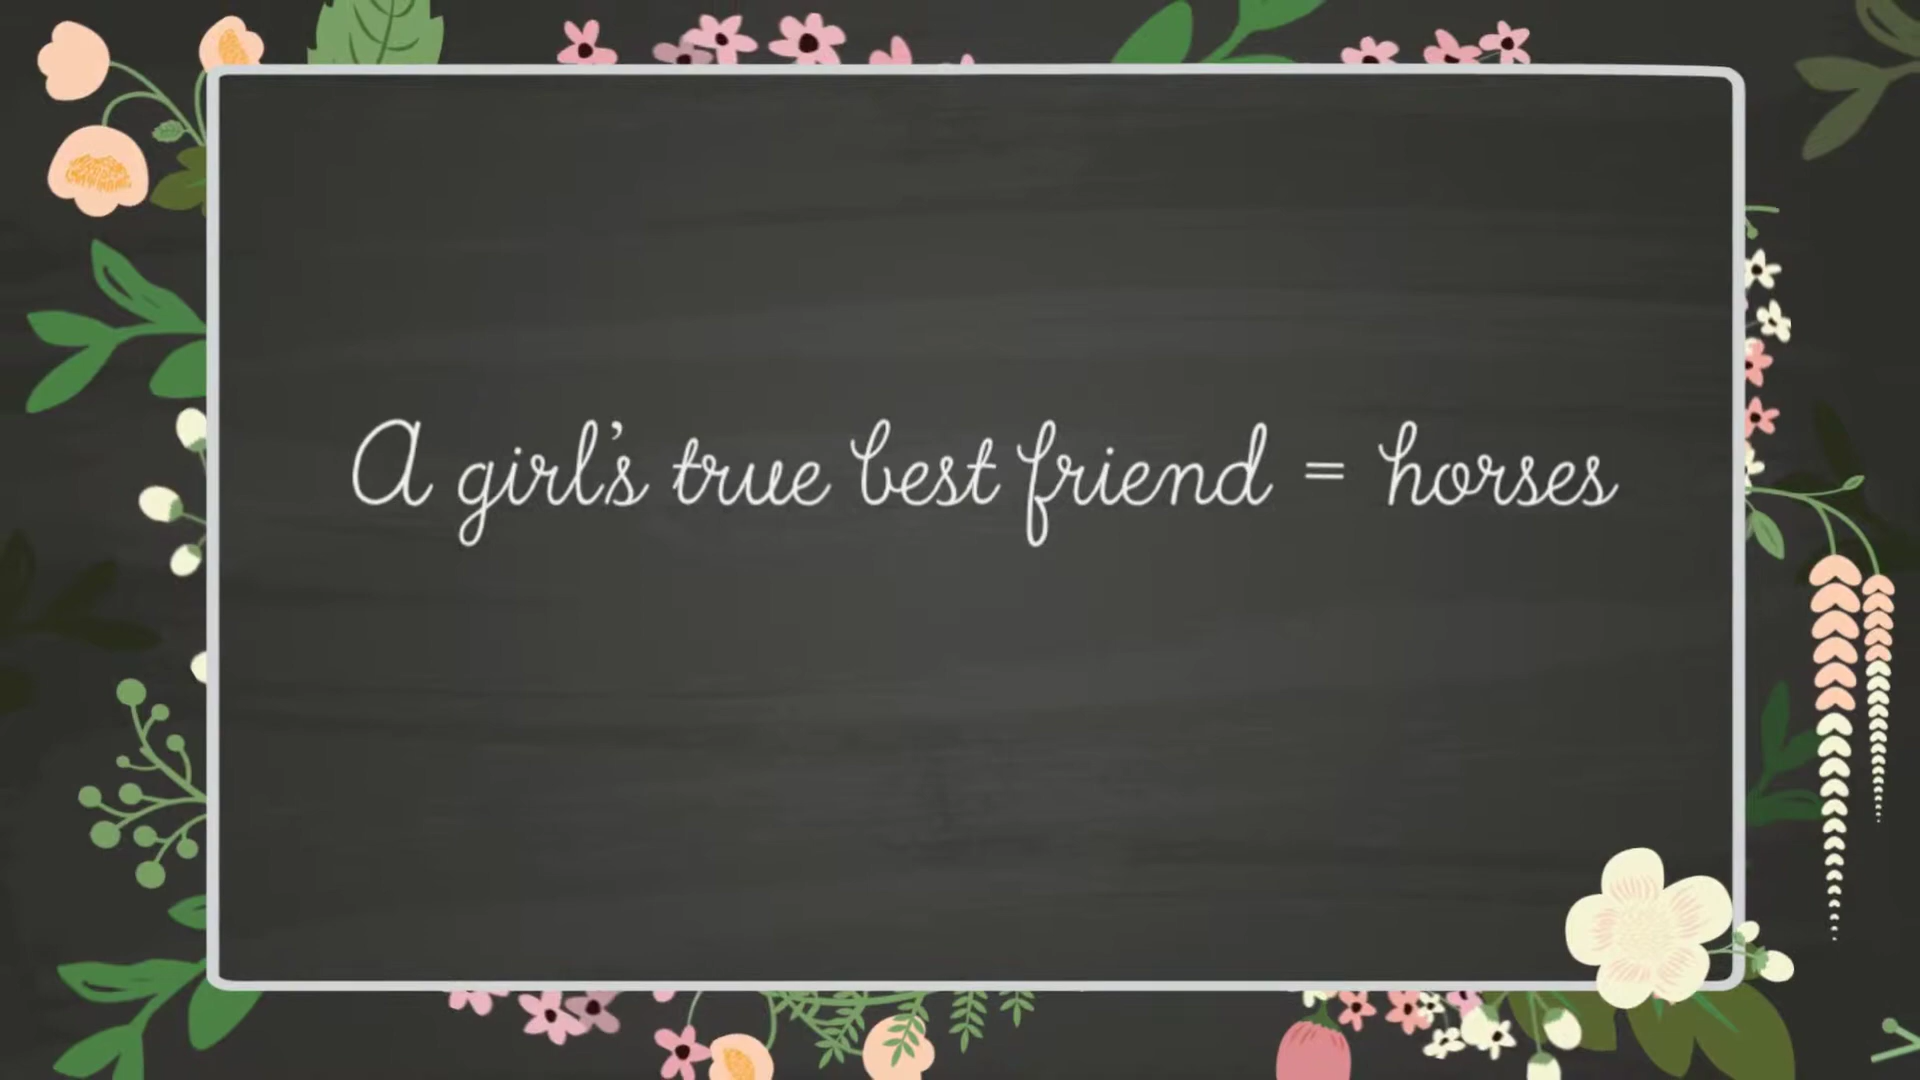 A girl’s true best friend = horses